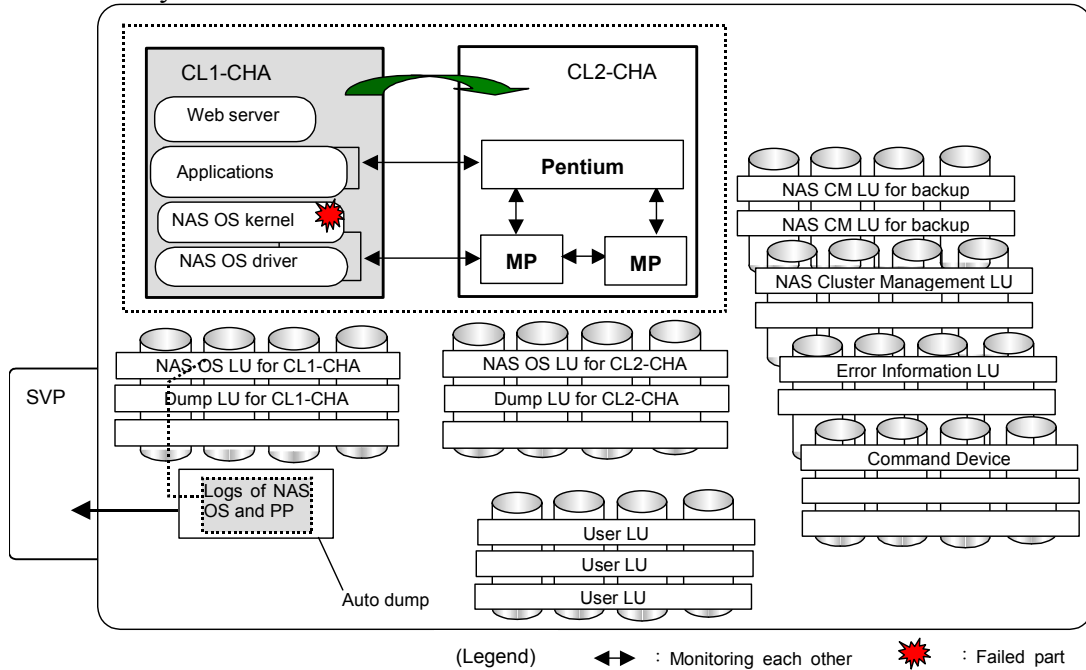 CL1-CHA
CL2-CHA
Web server
Applications
NAS OS kernel
NAS OS driver
Pentium
MP
MP
NAS CM LU for backup
NAS CM LU for backup
NAS Cluster Management LU
Error Information LU
Command Device
NAS OS LU for CL1-CHA
Dump LU for CL1-CHA
NAS OS LU for CL2-CHA
Dump LU for CL2-CHA
SVP
Logs of NAS
OS and PP
Auto dump
User LU
User LU
User LU
(Legend) : Monitoring each other : Failed part